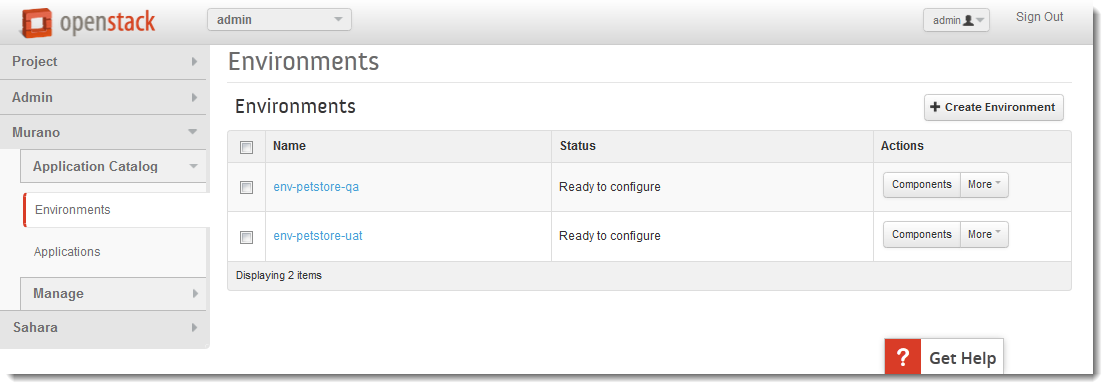 openstack
admin
admin
Sign Out
Project
Admin
Murano
Application Catalog
Environments
Applications
Manage
Sahara
Environments
Environments
+ Create Environment
Name Status Actions
env-petstore-qa Ready to configure Components More
env-petstore-uat Ready to configure Components More
Displaying 2 items
? Get Help